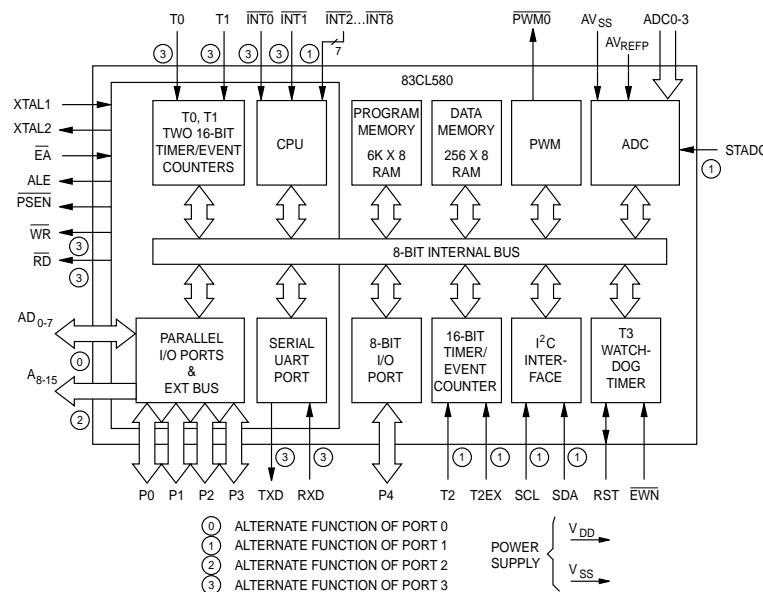 T0 T1 INT0 INT1 INT2...INT8 PWM0 AVSS ADC0-3
AVREFP
3 3 3 3 1 7
83CL580
XTAL1
XTAL2
EA
ALE
PSEN
WR
3
RD
3
T0, T1
TWO 16-BIT
TIMER/EVENT
COUNTERS
CPU
PROGRAM
MEMORY
6K X 8
RAM
DATA
MEMORY
256 X 8
RAM
PWM
ADC
STADC
1
8-BIT INTERNAL BUS
AD0-7
0
A8-15
2
PARALLEL
I/O PORTS
&
EXT BUS
SERIAL
UART
PORT
8-BIT
I/O
PORT
16-BIT
TIMER/
EVENT
COUNTER
I2C
INTER-
FACE
T3
WATCH-
DOG
TIMER
3 3 1 1 1 1
P0 P1 P2 P3 TXD RXD P4 T2 T2EX SCL SDA RST EWN
0 ALTERNATE FUNCTION OF PORT 0
1 ALTERNATE FUNCTION OF PORT 1
2 ALTERNATE FUNCTION OF PORT 2
3 ALTERNATE FUNCTION OF PORT 3
POWER
SUPPLY
VDD
VSS